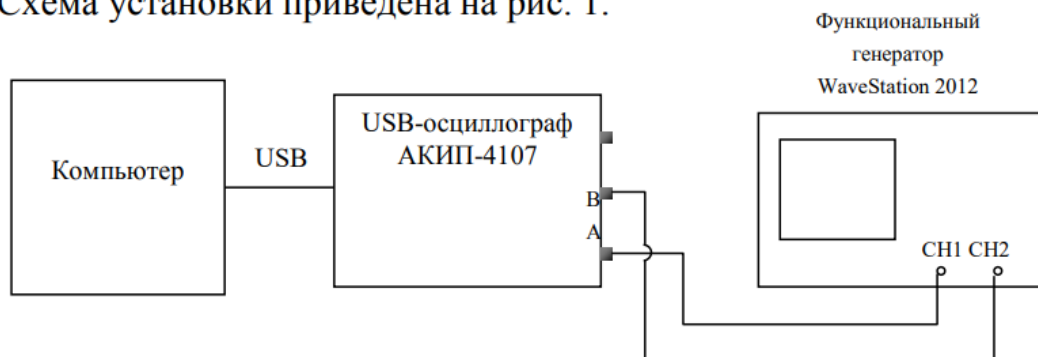 Схема установки приведена на рис. 1.
Функциональный
генератор
WaveStation 2012
USB-осциллограф
АКИП-4107
Компьютер
USB
B
A
CH1 CH2